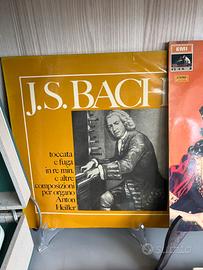 J.S. BACH
toccata
e fuga
in re min.
e altre
composizioni
per organo
Anton
Heiller
EMI
subito